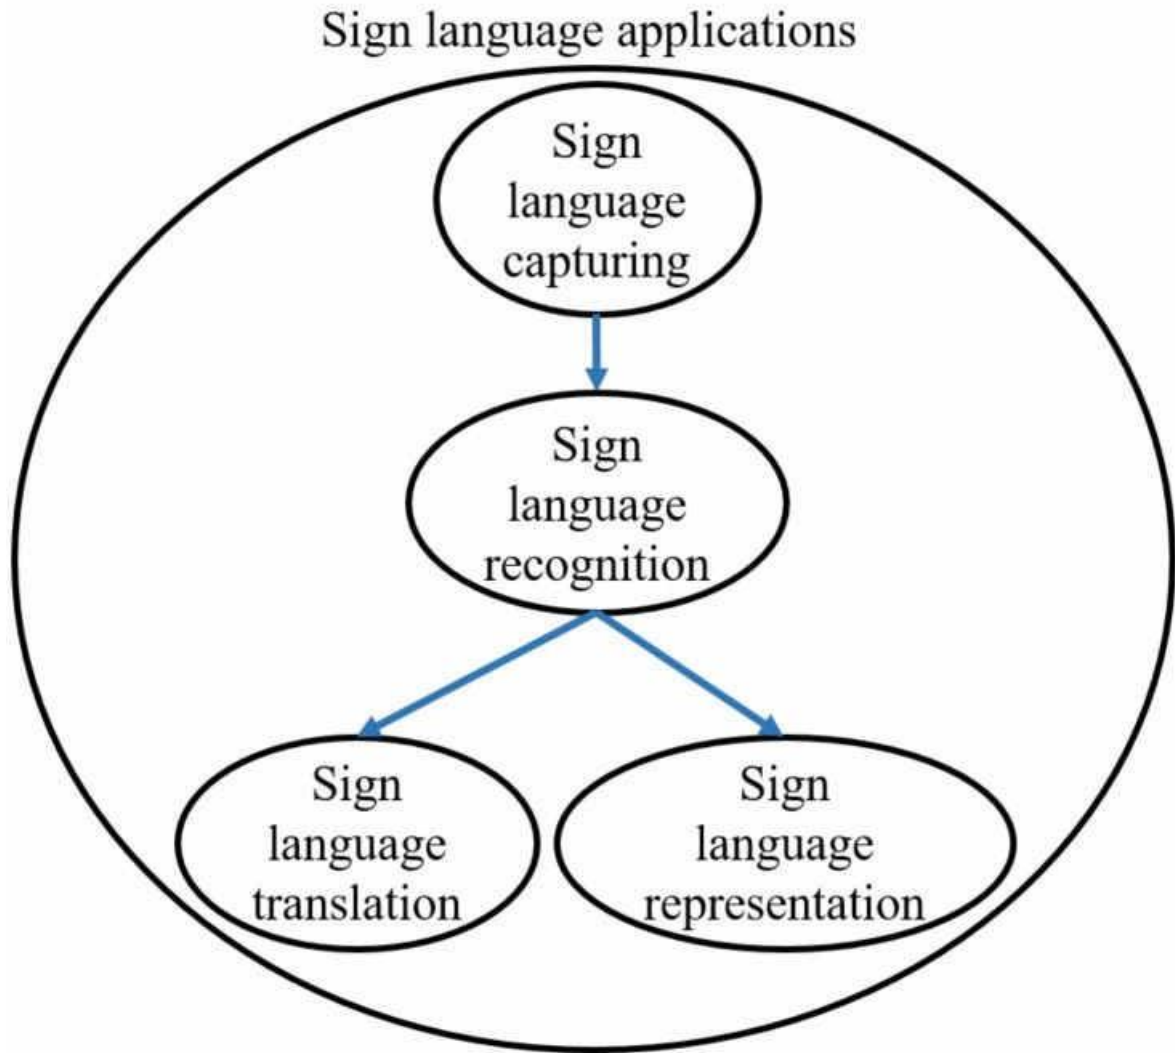 Sign language applications
Sign
language
capturing
Sign
language
recognition
Sign
language
translation
Sign
language
representation